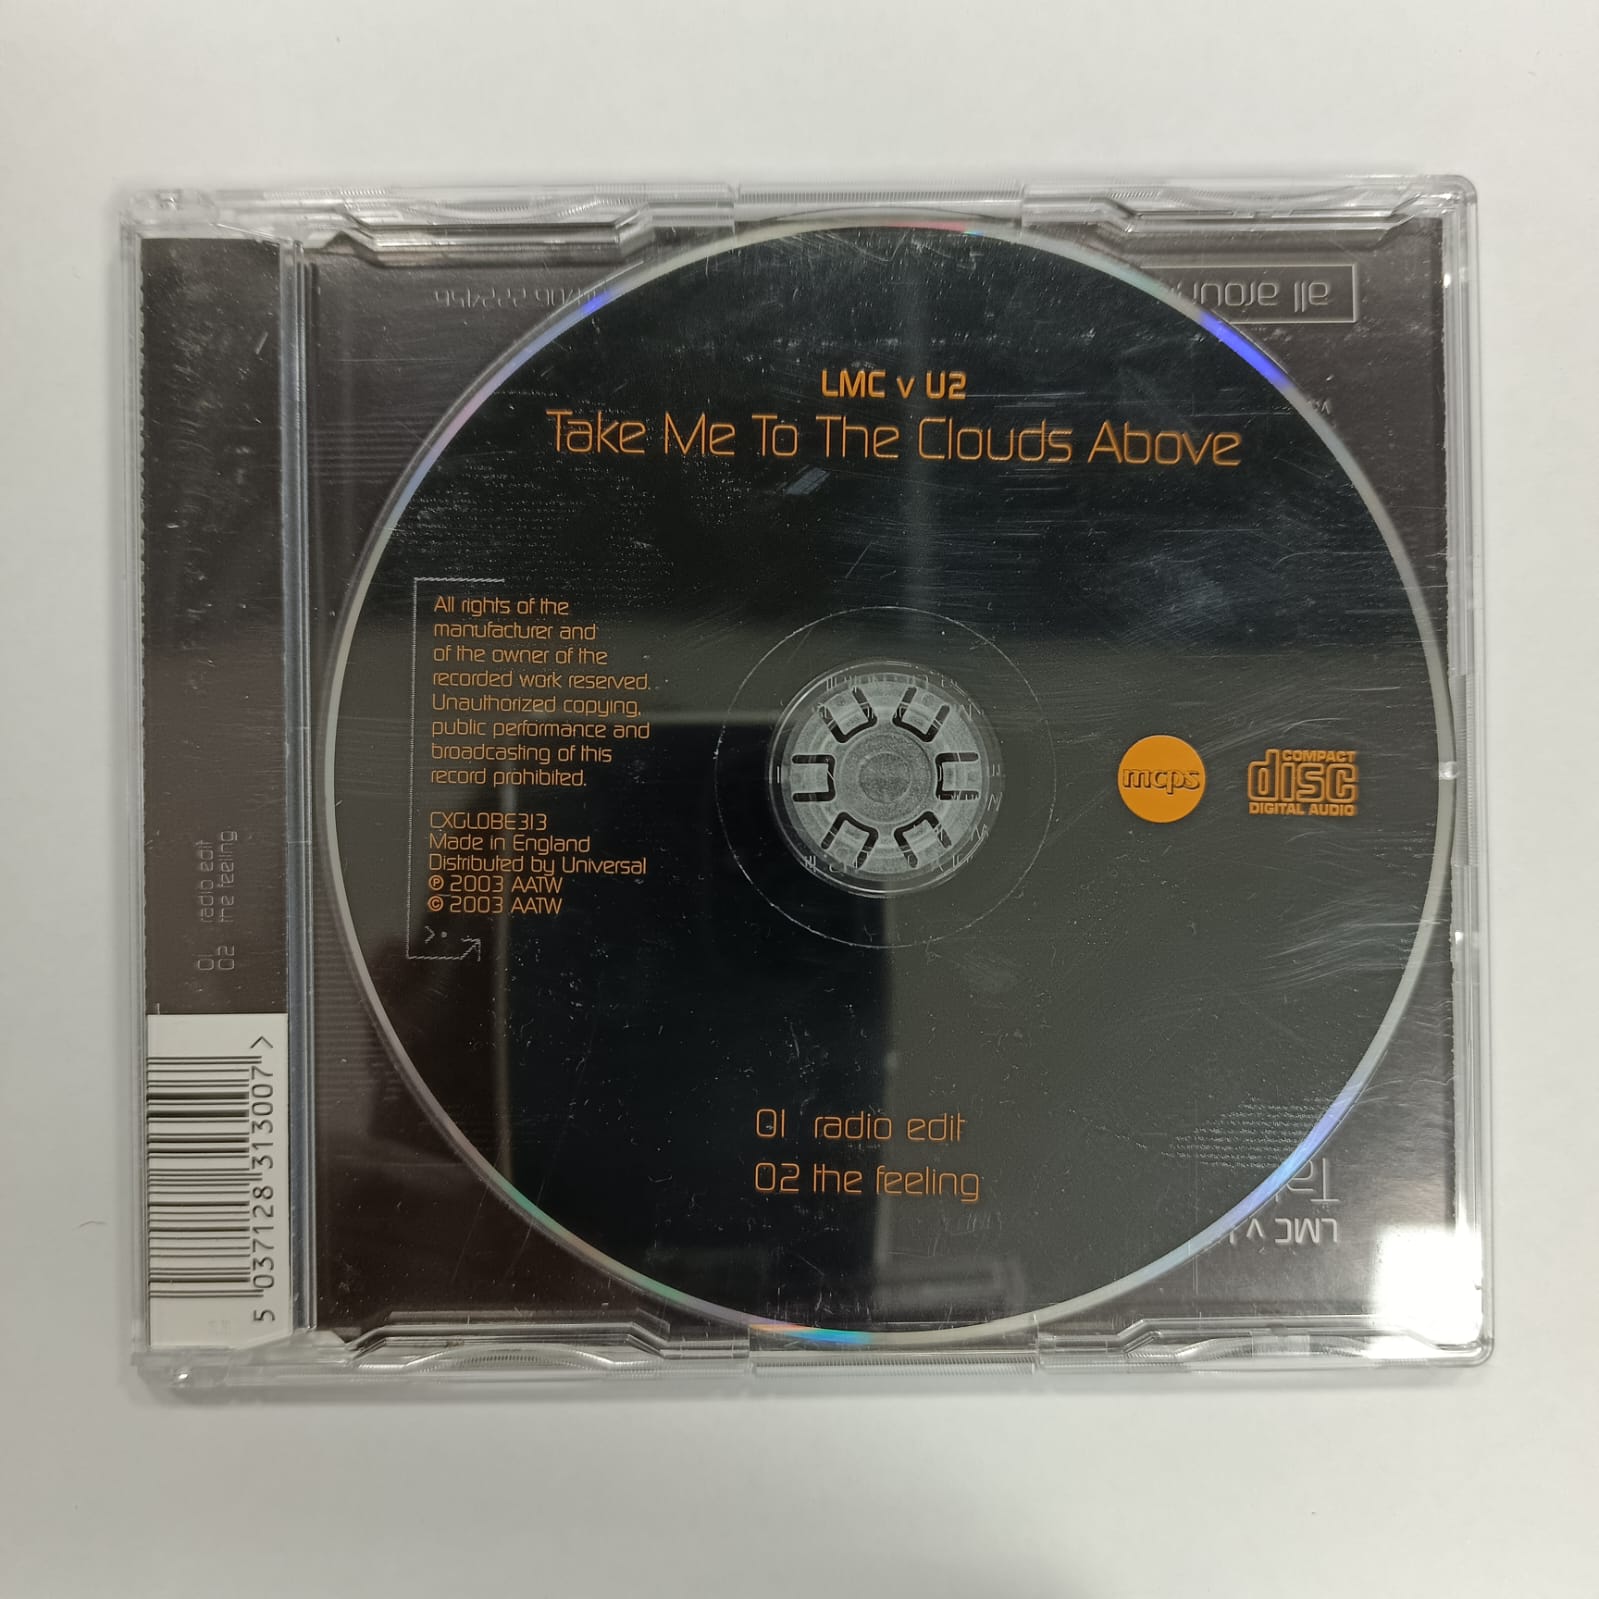 LMC v U2
Take Me To The Clouds Above
All rights of the
manufacturer and
of the owner of the
recorded work reserved.
Unauthorized copying,
public performance and
broadcasting of this
record prohibited.
CXGLOBE313
Made in England
Distributed by Universal
℗ 2003 AATW
© 2003 AATW
mcps
COMPACT
disc
DIGITAL AUDIO
01 radio edit
02 the feeling
01 radio edit
02 the feeling
5 037128 313007 >
all aroun
LMC v